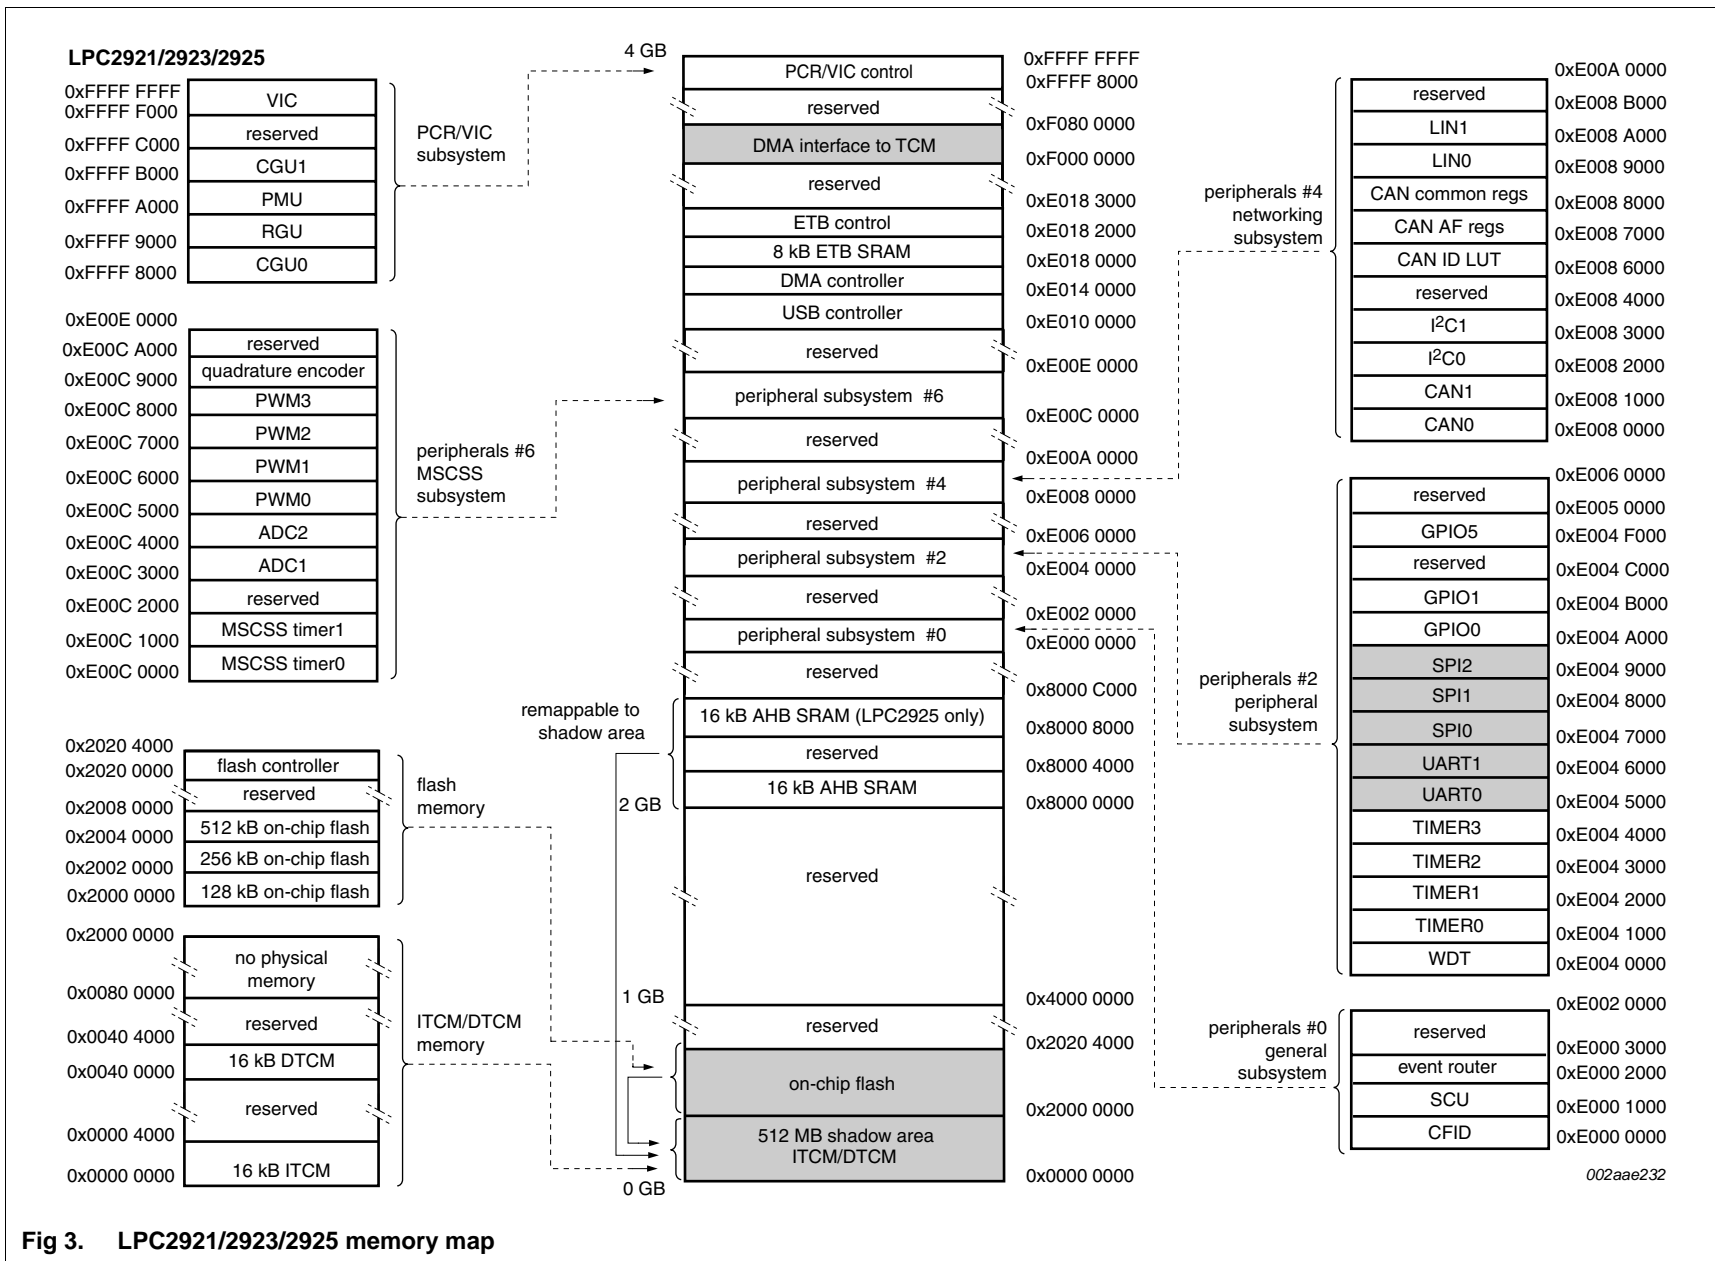 LPC2921/2923/2925
0xFFFF FFFF
VIC
0xFFFF F000
reserved
0xFFFF C000
CGU1
0xFFFF B000
PMU
0xFFFF A000
RGU
0xFFFF 9000
CGU0
0xFFFF 8000
PCR/VIC
subsystem
0xE00E 0000
reserved
0xE00C A000
quadrature encoder
0xE00C 9000
PWM3
0xE00C 8000
PWM2
0xE00C 7000
PWM1
0xE00C 6000
PWM0
0xE00C 5000
ADC2
0xE00C 4000
ADC1
0xE00C 3000
reserved
0xE00C 2000
MSCSS timer1
0xE00C 1000
MSCSS timer0
0xE00C 0000
peripherals #6
MSCSS
subsystem
0x2020 4000
flash controller
0x2020 0000
reserved
0x2008 0000
512 kB on-chip flash
0x2004 0000
256 kB on-chip flash
0x2002 0000
128 kB on-chip flash
0x2000 0000
flash
memory
0x2000 0000
no physical
memory
0x0080 0000
reserved
0x0040 4000
16 kB DTCM
0x0040 0000
reserved
0x0000 4000
16 kB ITCM
0x0000 0000
ITCM/DTCM
memory
4 GB
0xFFFF FFFF
PCR/VIC control
0xFFFF 8000
reserved
0xF080 0000
DMA interface to TCM
0xF000 0000
reserved
0xE018 3000
ETB control
0xE018 2000
8 kB ETB SRAM
0xE018 0000
DMA controller
0xE014 0000
USB controller
0xE010 0000
reserved
0xE00E 0000
peripheral subsystem #6
0xE00C 0000
reserved
0xE00A 0000
peripheral subsystem #4
0xE008 0000
reserved
0xE006 0000
peripheral subsystem #2
0xE004 0000
reserved
0xE002 0000
peripheral subsystem #0
0xE000 0000
reserved
0x8000 C000
remappable to
shadow area
16 kB AHB SRAM (LPC2925 only)
0x8000 8000
reserved
0x8000 4000
16 kB AHB SRAM
2 GB
0x8000 0000
reserved
1 GB
0x4000 0000
reserved
0x2020 4000
on-chip flash
0x2000 0000
512 MB shadow area
ITCM/DTCM
0x0000 0000
0 GB
0xE00A 0000
reserved
0xE008 B000
LIN1
0xE008 A000
LIN0
0xE008 9000
CAN common regs
0xE008 8000
CAN AF regs
0xE008 7000
CAN ID LUT
0xE008 6000
reserved
0xE008 4000
I2C1
0xE008 3000
I2C0
0xE008 2000
CAN1
0xE008 1000
CAN0
0xE008 0000
peripherals #4
networking
subsystem
0xE006 0000
reserved
0xE005 0000
GPIO5
0xE004 F000
reserved
0xE004 C000
GPIO1
0xE004 B000
GPIO0
0xE004 A000
SPI2
0xE004 9000
SPI1
0xE004 8000
SPI0
0xE004 7000
UART1
0xE004 6000
UART0
0xE004 5000
TIMER3
0xE004 4000
TIMER2
0xE004 3000
TIMER1
0xE004 2000
TIMER0
0xE004 1000
WDT
0xE004 0000
peripherals #2
peripheral
subsystem
0xE002 0000
reserved
0xE000 3000
event router
0xE000 2000
SCU
0xE000 1000
CFID
0xE000 0000
peripherals #0
general
subsystem
002aae232
Fig 3. LPC2921/2923/2925 memory map